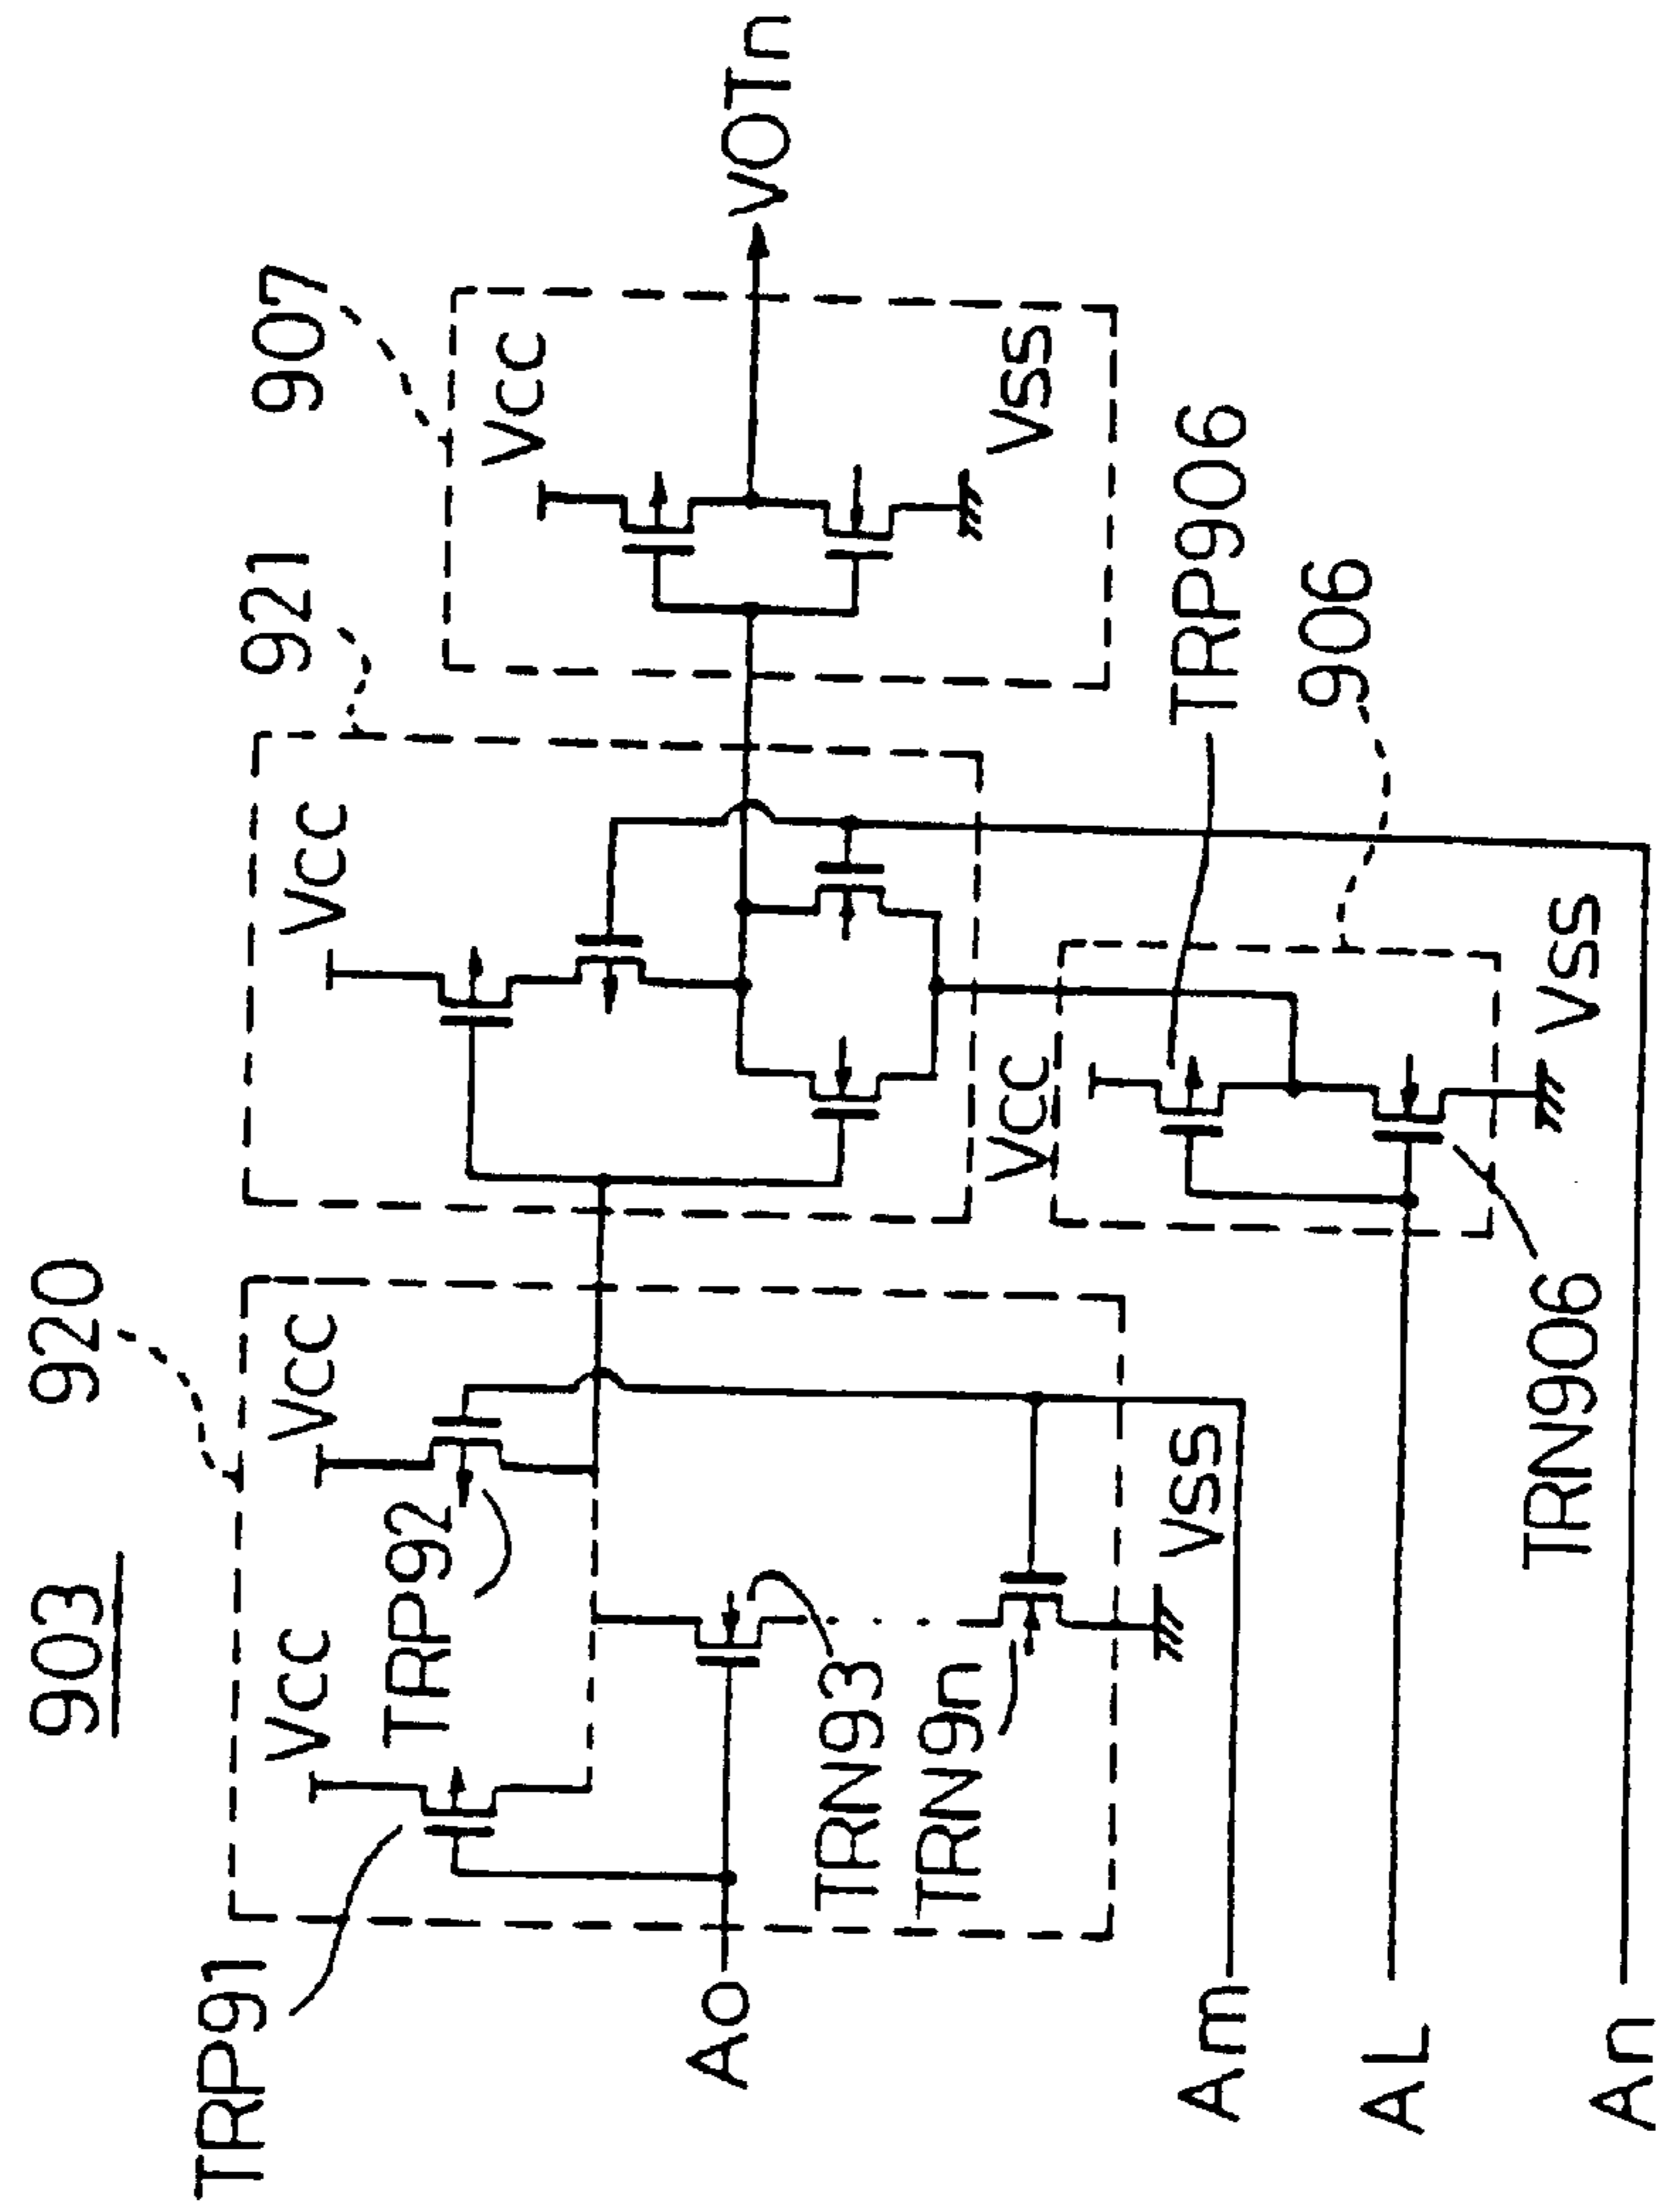 903
920
921
907
TRP91
Vcc
Vcc
Vcc
Vcc
TRP92
Ao
TRN93
TRN9n
Vss
Vcc
Vss
VOTn
TRP906
906
Vss
TRN906
Am
AL
An